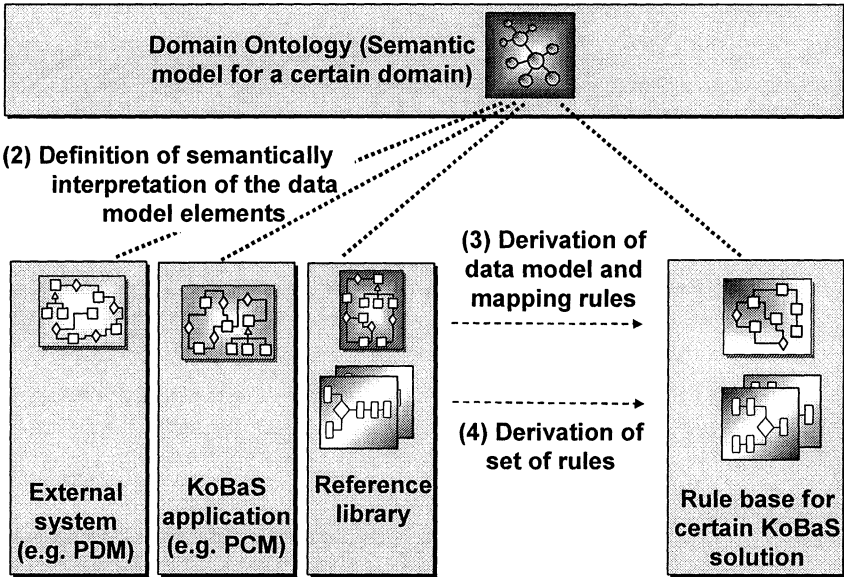 Domain Ontology (Semantic
model for a certain domain)
(2) Definition of semantically
interpretation of the data
model elements
(3) Derivation of
data model and
mapping rules
(4) Derivation of
set of rules
External
system
(e.g. PDM)
KoBaS
application
(e.g. PCM)
Reference
library
Rule base for
certain KoBaS
solution